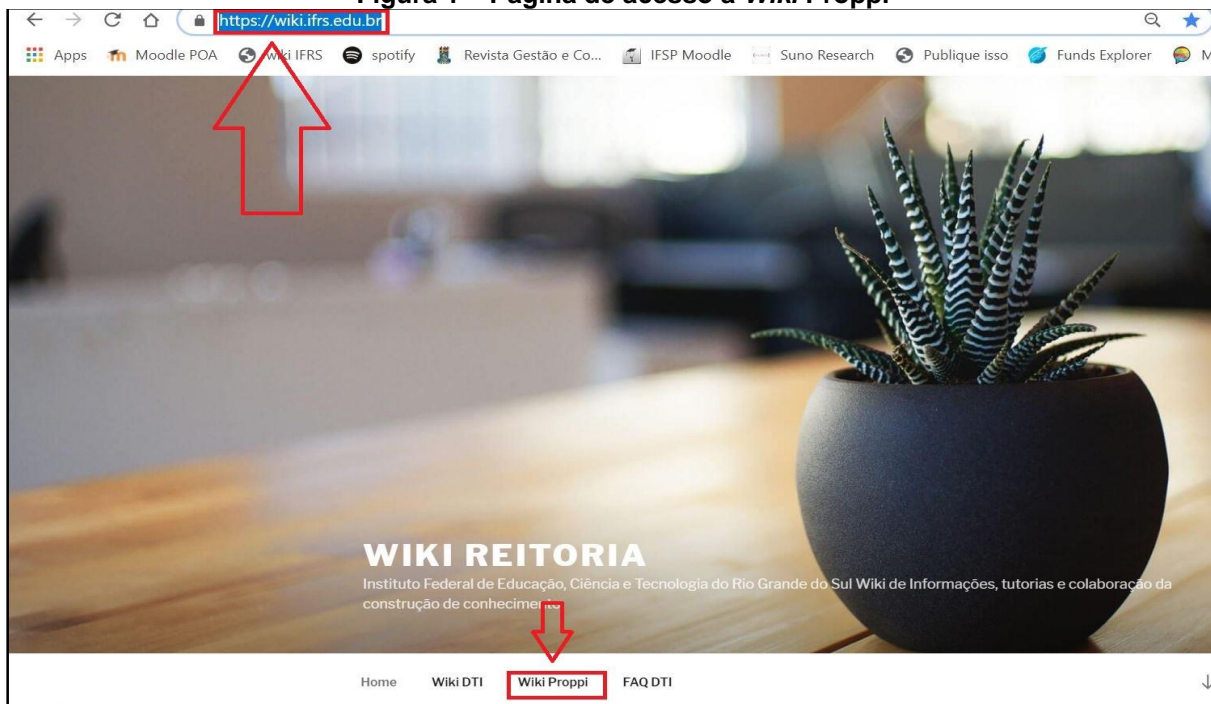 Figura 1 – Página de acesso à Wiki Proppi
https://wiki.ifrs.edu.br
Apps Moodle POA wiki IFRS spotify Revista Gestão e Co... IFSP Moodle Suno Research Publique isso Funds Explorer M
WIKI REITORIA
Instituto Federal de Educação, Ciência e Tecnologia do Rio Grande do Sul Wiki de Informações, tutorias e colaboração da
construção de conhecimento
Home Wiki DTI Wiki Proppi FAQ DTI